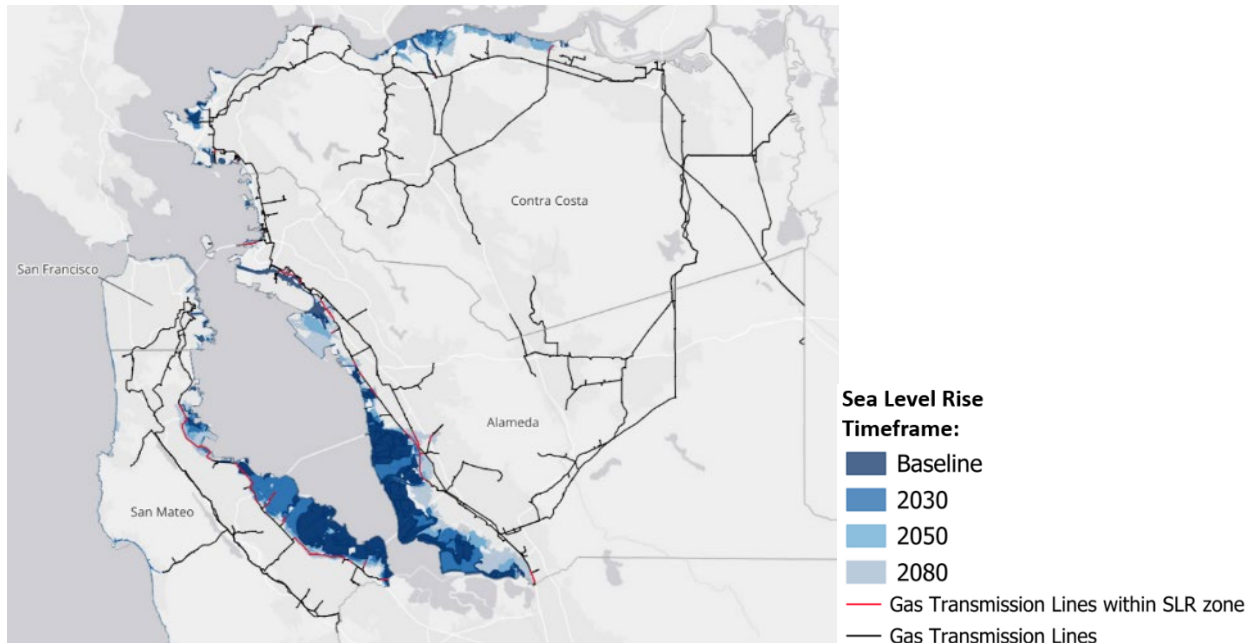 Contra Costa
San Francisco
Alameda
San Mateo
Sea Level Rise
Timeframe:
Baseline
2030
2050
2080
Gas Transmission Lines within SLR zone
Gas Transmission Lines